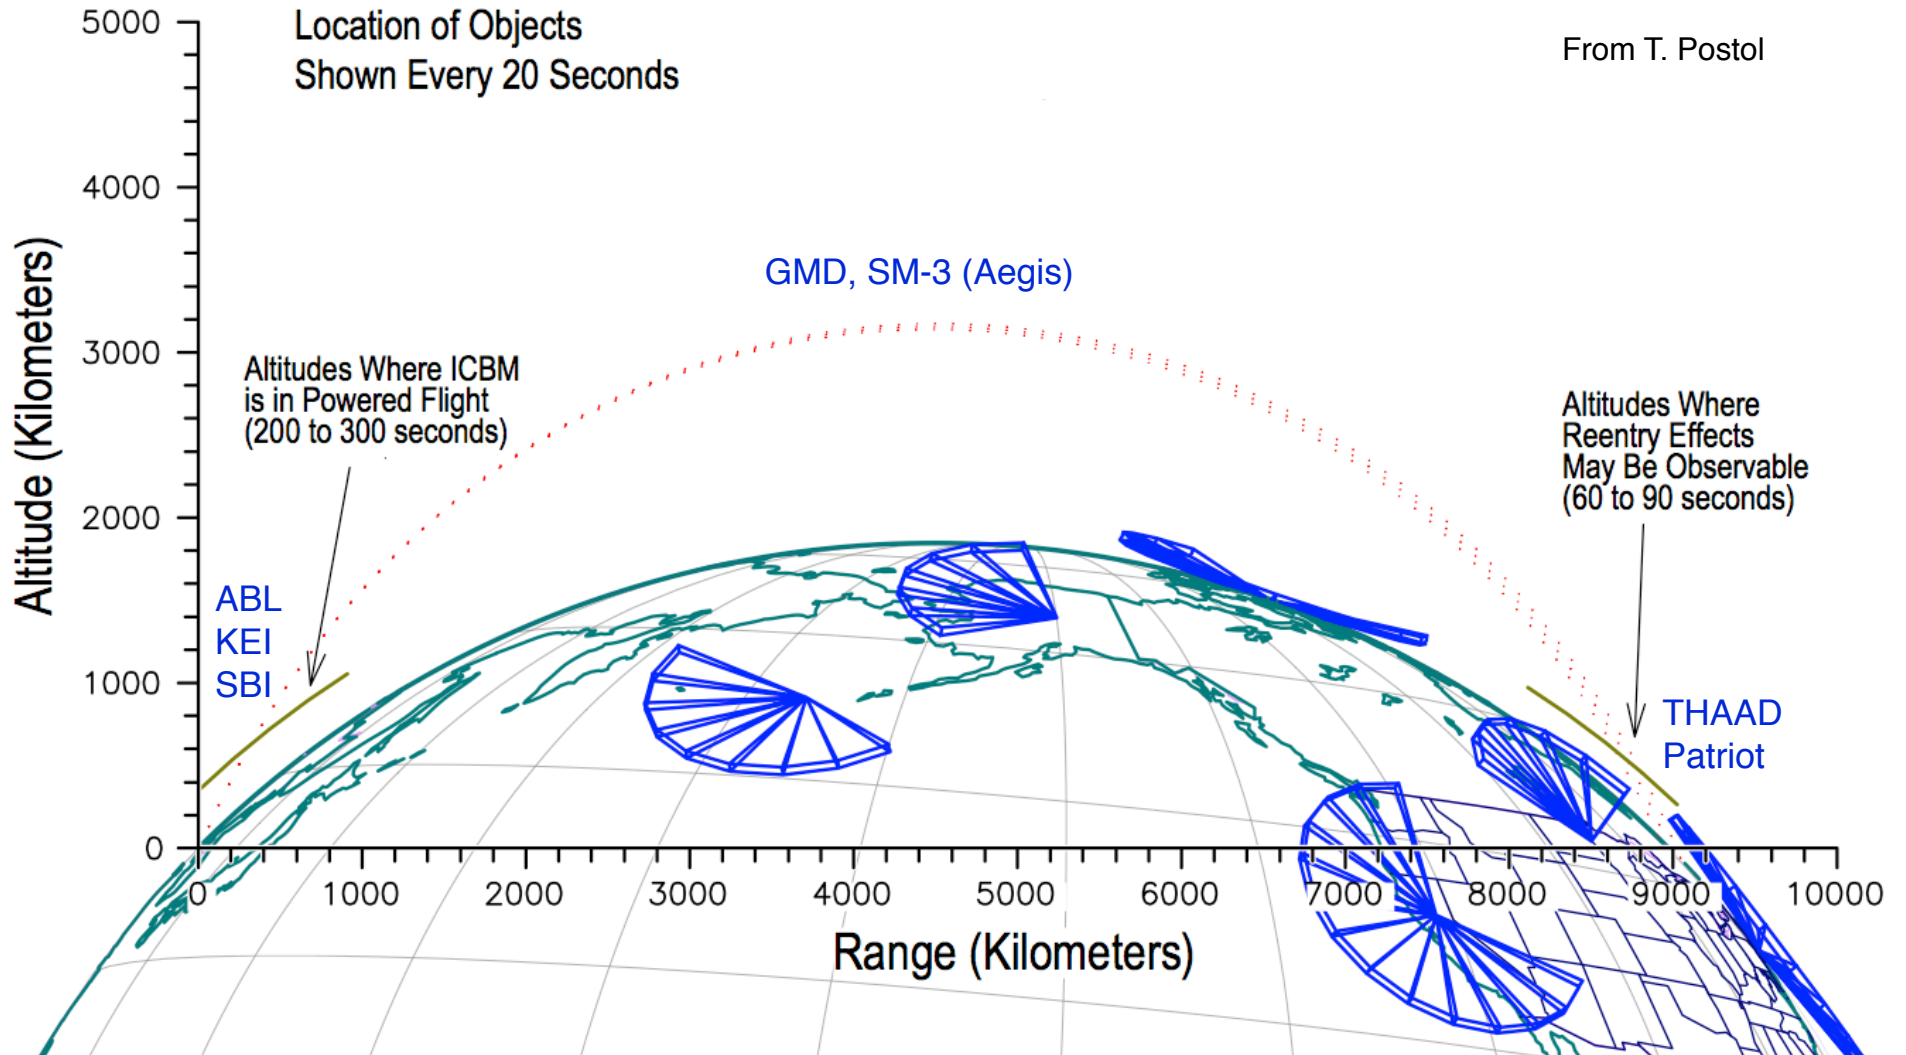 5000
Location of Objects
Shown Every 20 Seconds
From T. Postol
4000
GMD, SM-3 (Aegis)
3000
Altitude (Kilometers)
Altitudes Where ICBM
is in Powered Flight
(200 to 300 seconds)
Altitudes Where
Reentry Effects
May Be Observable
(60 to 90 seconds)
2000
ABL
KEI
SBI
1000
THAAD
Patriot
0
0 1000 2000 3000 4000 5000 6000 7000 8000 9000 10000
Range (Kilometers)